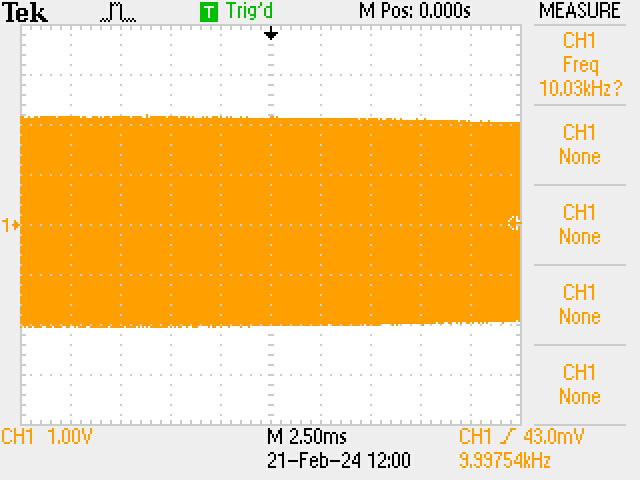 Tek T Trig'd M Pos: 0.000s MEASURE
CH1
Freq
10.03kHz?
CH1
None
1
CH1
None
CH1
None
CH1
None
CH1 1.00V M 2.50ms CH1 43.0mV
21-Feb-24 12:00 9.99754kHz